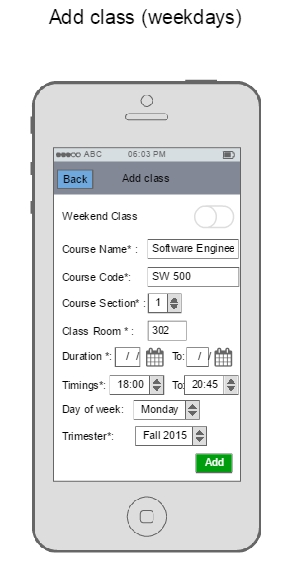 Add class (weekdays)
ABC 06:03 PM
Back Add class
Weekend Class
Course Name* : Software Enginee
Course Code*: SW 500
Course Section* : 1
Class Room * : 302
Duration *: / / To: / /
Timings*: 18:00 To: 20:45
Day of week: Monday
Trimester*: Fall 2015
Add